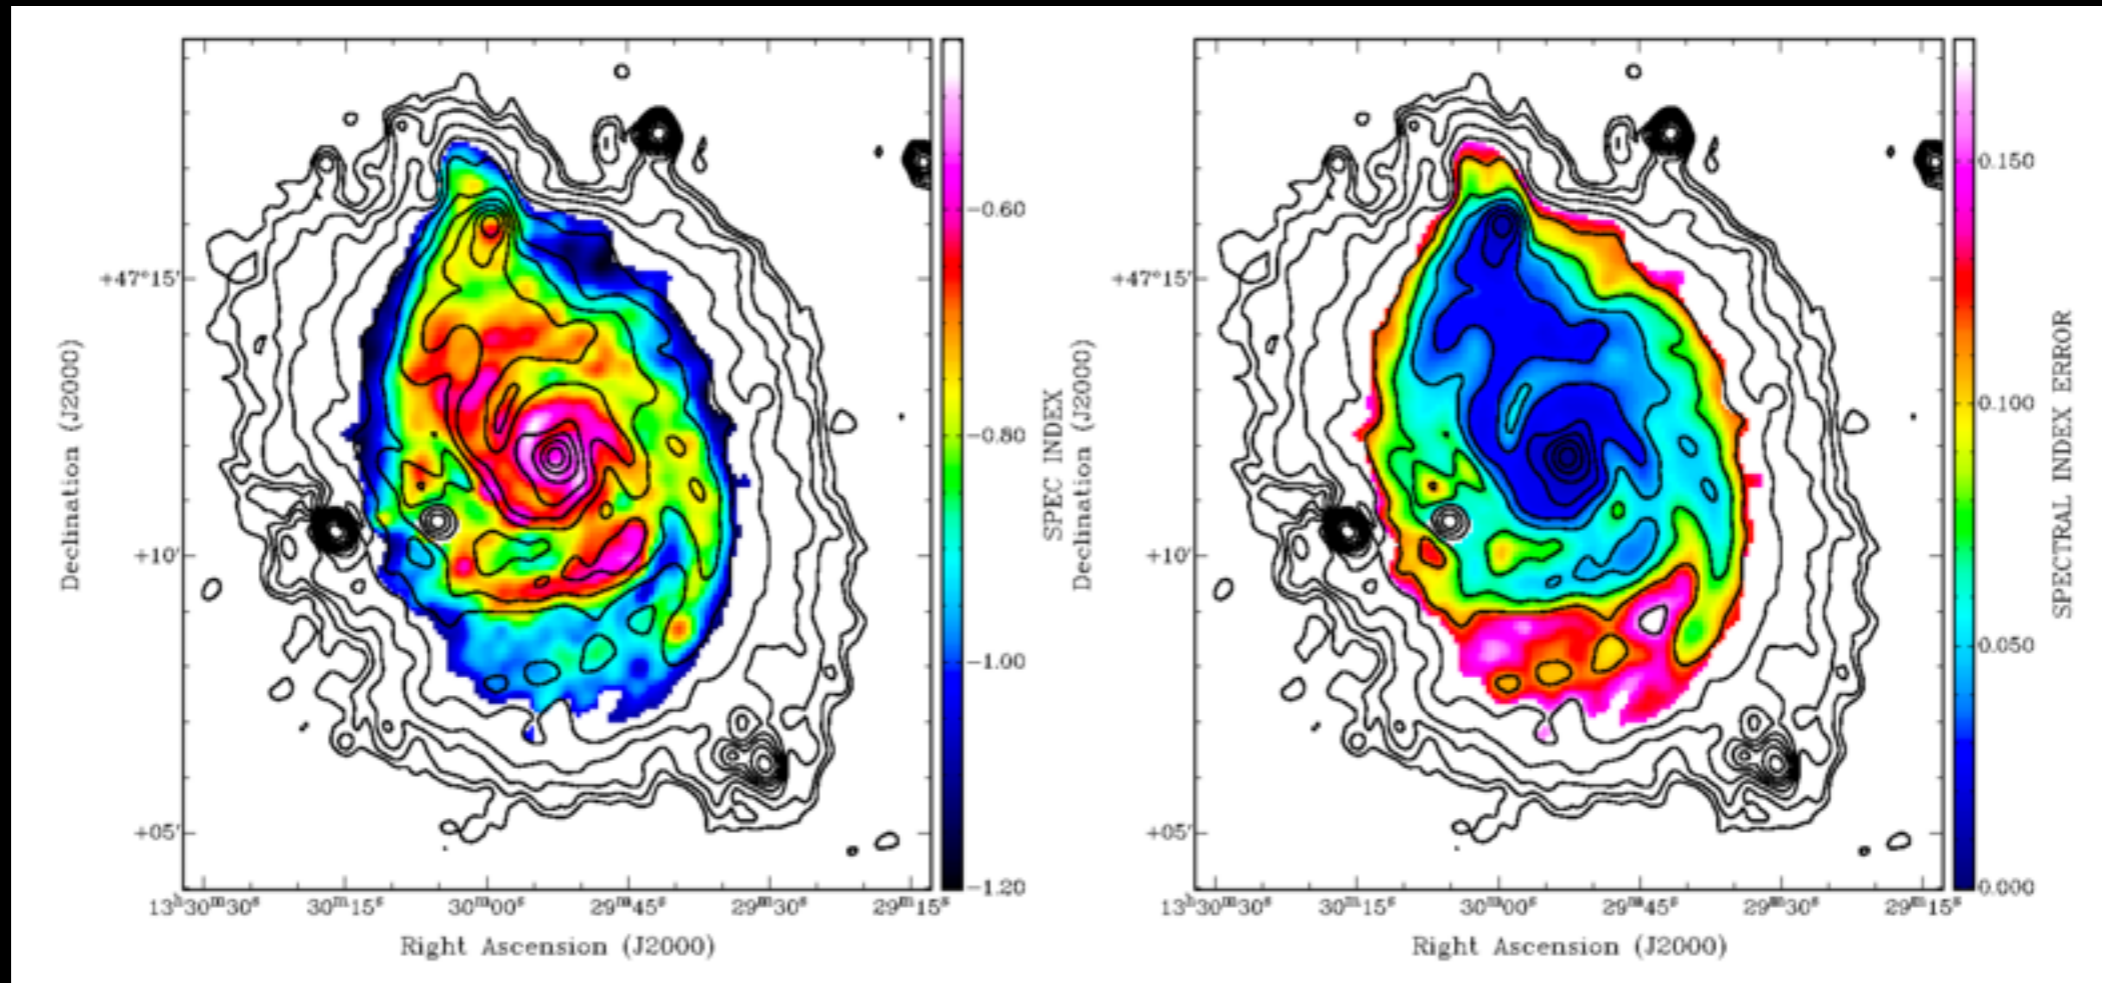 +47°15′
+10′
+05′
Declination (J2000)
13ʰ30ᵐ30ˢ 30ᵐ15ˢ 30ᵐ00ˢ 29ᵐ45ˢ 29ᵐ30ˢ 29ᵐ15ˢ
Right Ascension (J2000)
−0.60
−0.80
−1.00
−1.20
SPEC INDEX
+47°15′
+10′
+05′
Declination (J2000)
13ʰ30ᵐ30ˢ 30ᵐ15ˢ 30ᵐ00ˢ 29ᵐ45ˢ 29ᵐ30ˢ 29ᵐ15ˢ
Right Ascension (J2000)
0.150
0.100
0.050
0.000
SPECTRAL INDEX ERROR